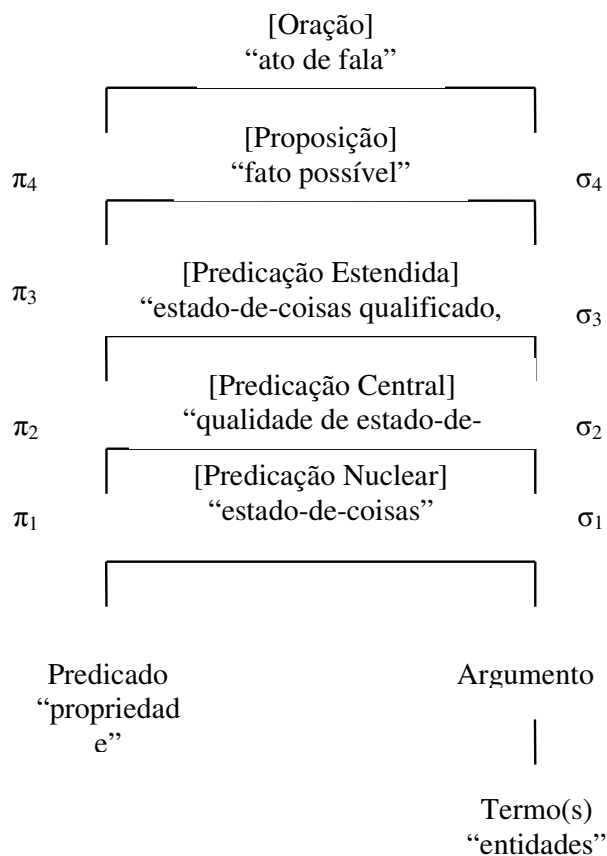 [Oração]
“ato de fala”
[Proposição]
“fato possível”
π4
σ4
[Predicação Estendida]
“estado-de-coisas qualificado,
π3
σ3
[Predicação Central]
“qualidade de estado-de-
π2
σ2
[Predicação Nuclear]
“estado-de-coisas”
π1
σ1
Predicado
“propriedad
e”
Argumento
Termo(s)
“entidades”